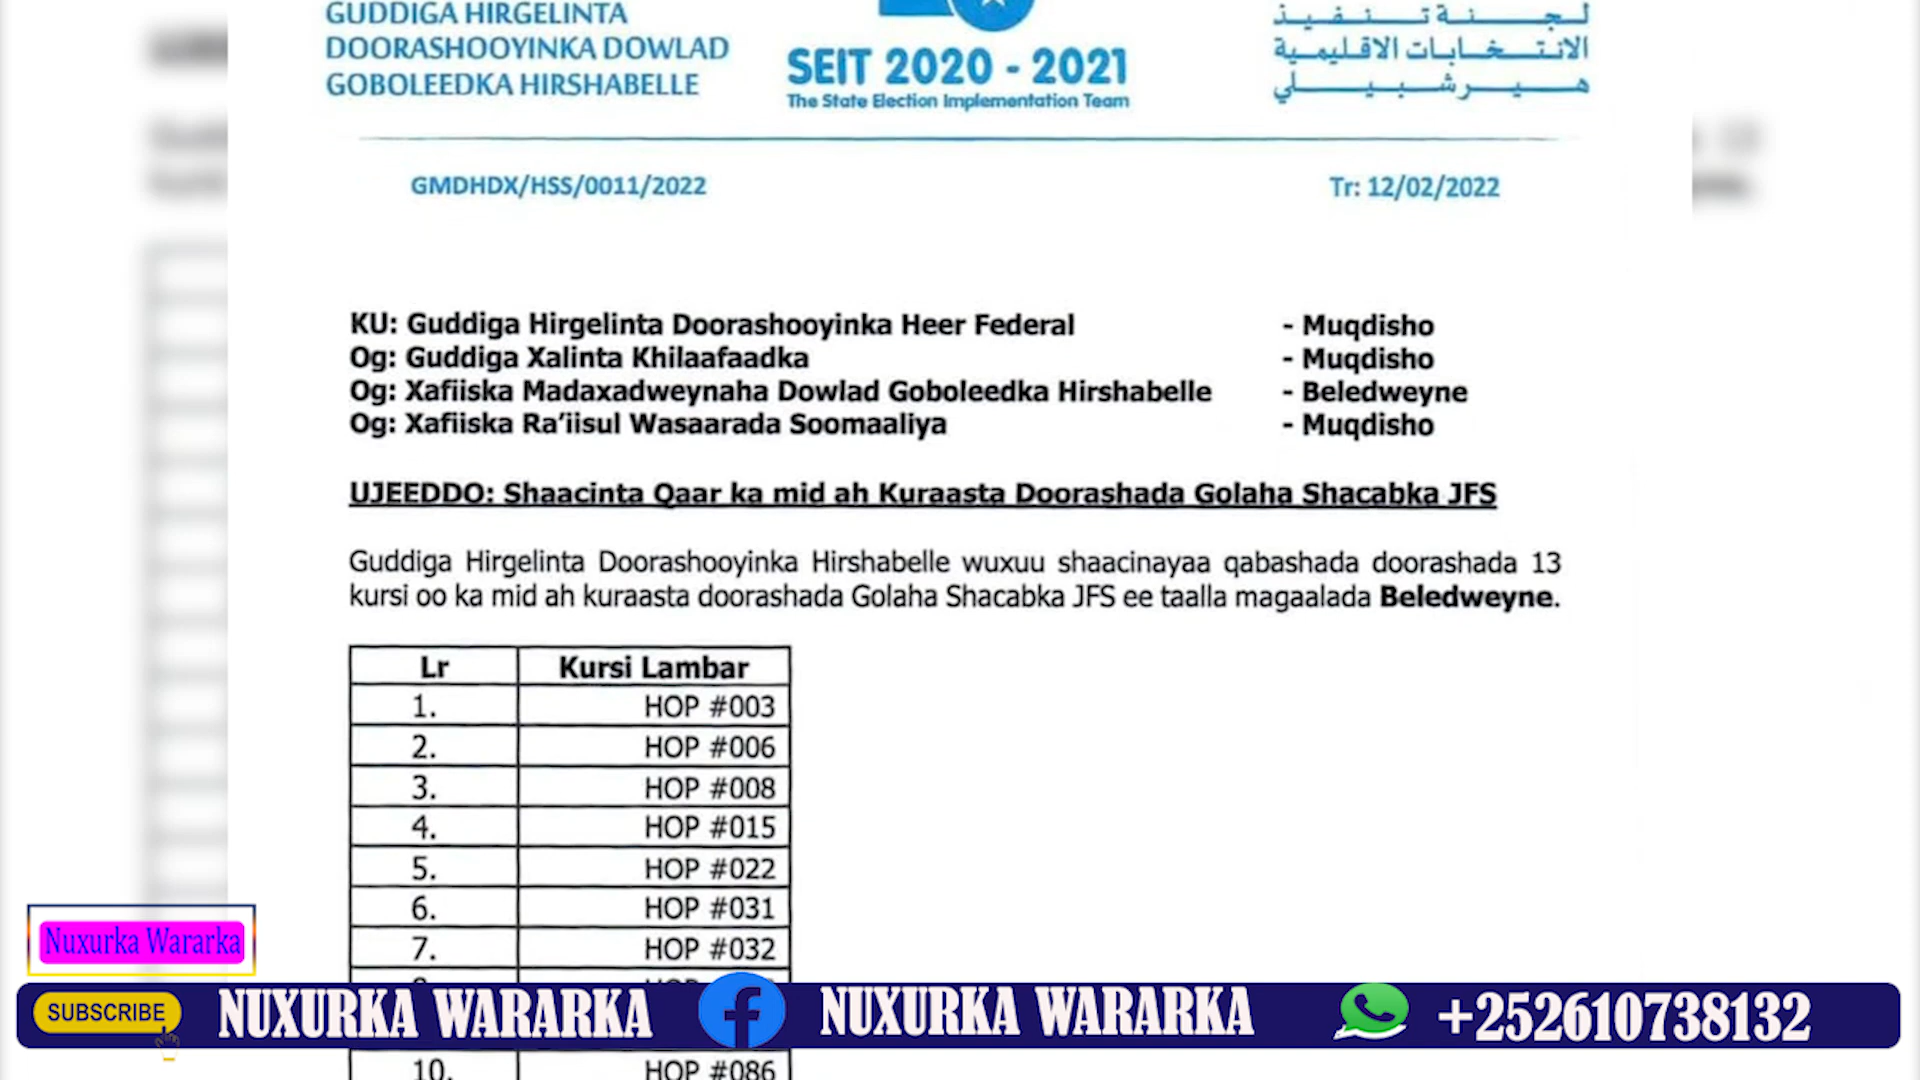 GUDDIGA HIRGELINTA
DOORASHOOYINKA DOWLAD
GOBOLEEDKA HIRSHABELLE
SEIT 2020 - 2021
The State Election Implementation Team
لجنة تنفيذ
الانتخابات الاقليمية
هيرشبيلي
GMDHDX/HSS/0011/2022
Tr: 12/02/2022
KU: Guddiga Hirgelinta Doorashooyinka Heer Federal - Muqdisho
Og: Guddiga Xalinta Khilaafaadka - Muqdisho
Og: Xafiiska Madaxadweynaha Dowlad Goboleedka Hirshabelle - Beledweyne
Og: Xafiiska Ra'iisul Wasaarada Soomaaliya - Muqdisho
UJEEDDO: Shaacinta Qaar ka mid ah Kuraasta Doorashada Golaha Shacabka JFS
Guddiga Hirgelinta Doorashooyinka Hirshabelle wuxuu shaacinayaa qabashada doorashada 13
kursi oo ka mid ah kuraasta doorashada Golaha Shacabka JFS ee taalla magaalada Beledweyne.
Lr Kursi Lambar
1. HOP #003
2. HOP #006
3. HOP #008
4. HOP #015
5. HOP #022
6. HOP #031
7. HOP #032
10. HOP #086
Nuxurka Wararka
SUBSCRIBE NUXURKA WARARKA NUXURKA WARARKA +252610738132